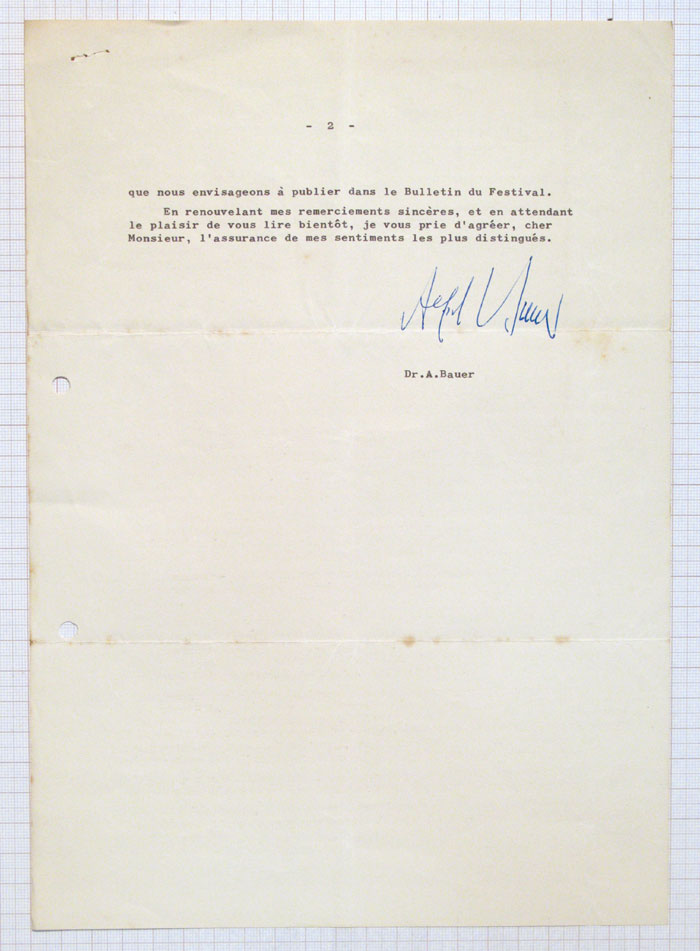 - 2 -
que nous envisageons à publier dans le Bulletin du Festival.
En renouvelant mes remerciements sincères, et en attendant
le plaisir de vous lire bientôt, je vous prie d'agréer, cher
Monsieur, l'assurance de mes sentiments les plus distingués.
Dr.A.Bauer